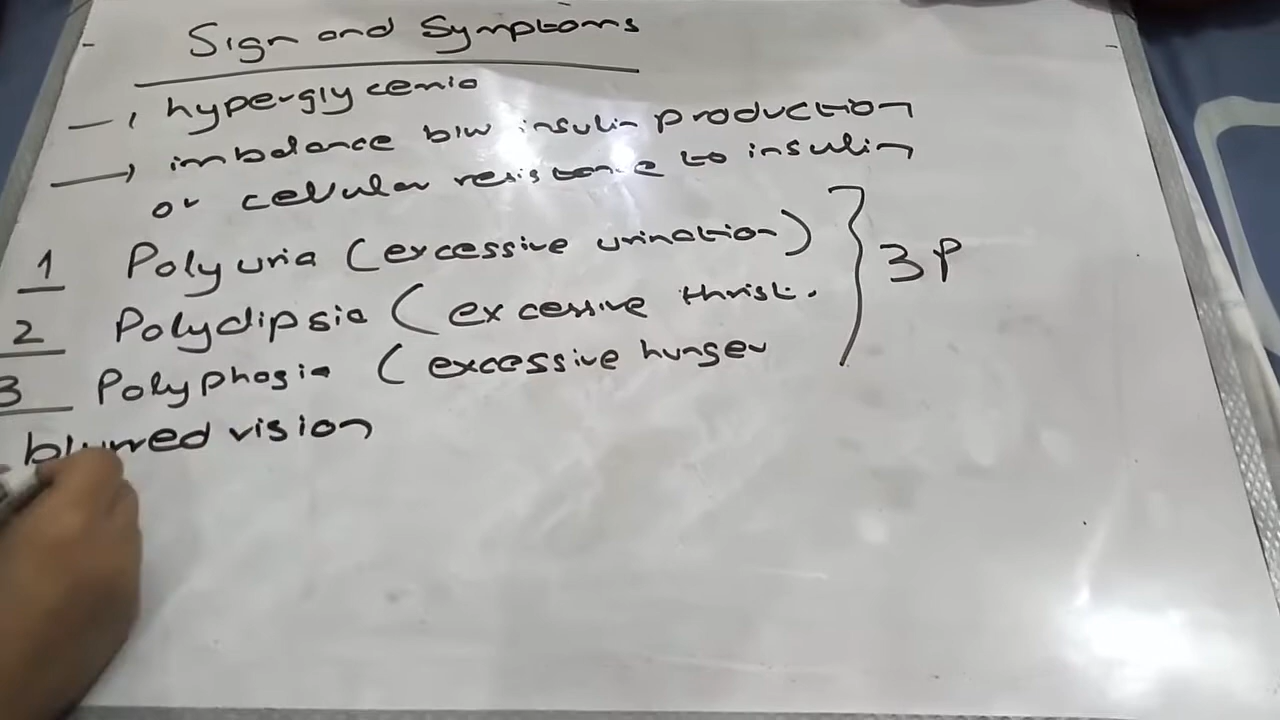 Sign and Symptoms
→ hyperglycemia
→ imbalance b/w insulin production
or cellular resistance to insulin
1 Polyuria (excessive urination)
2 Polydipsia (excessive thrist.
3 Polyphagia (excessive hunger
} 3P
blurred vision